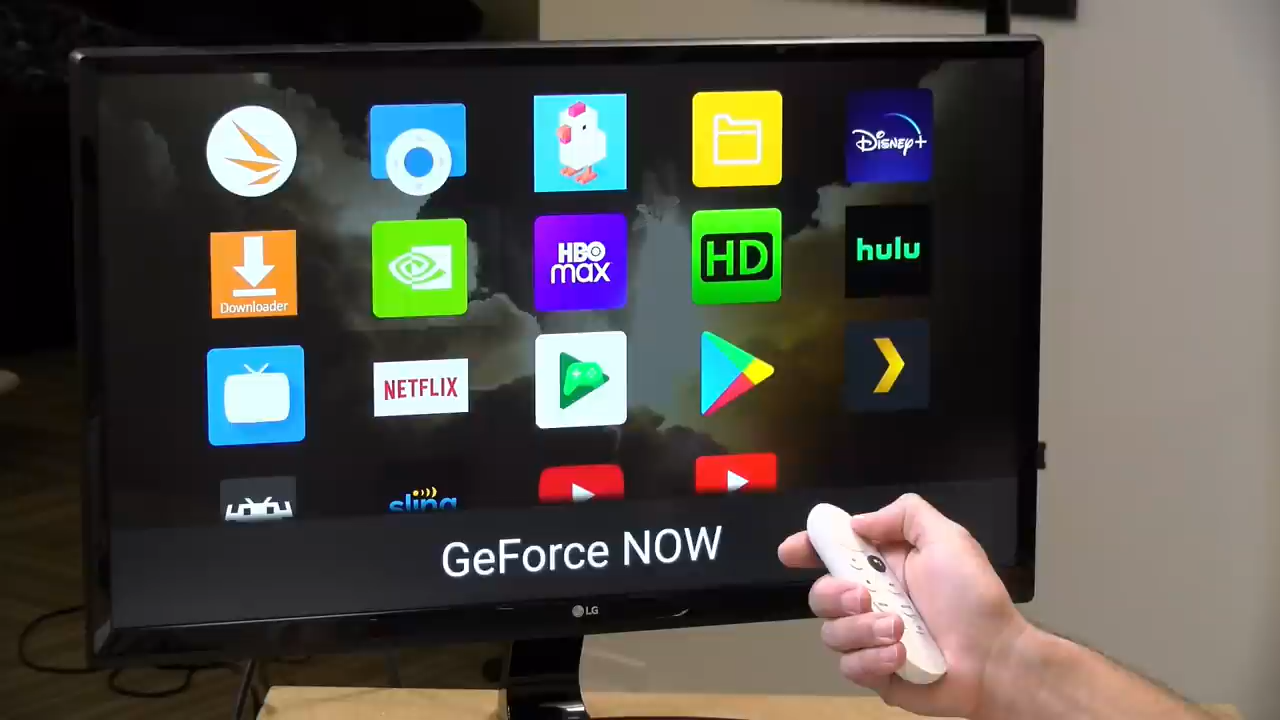 Disney+
Downloader
HBO
max
HD
hulu
NETFLIX
sling
GeForce NOW
LG